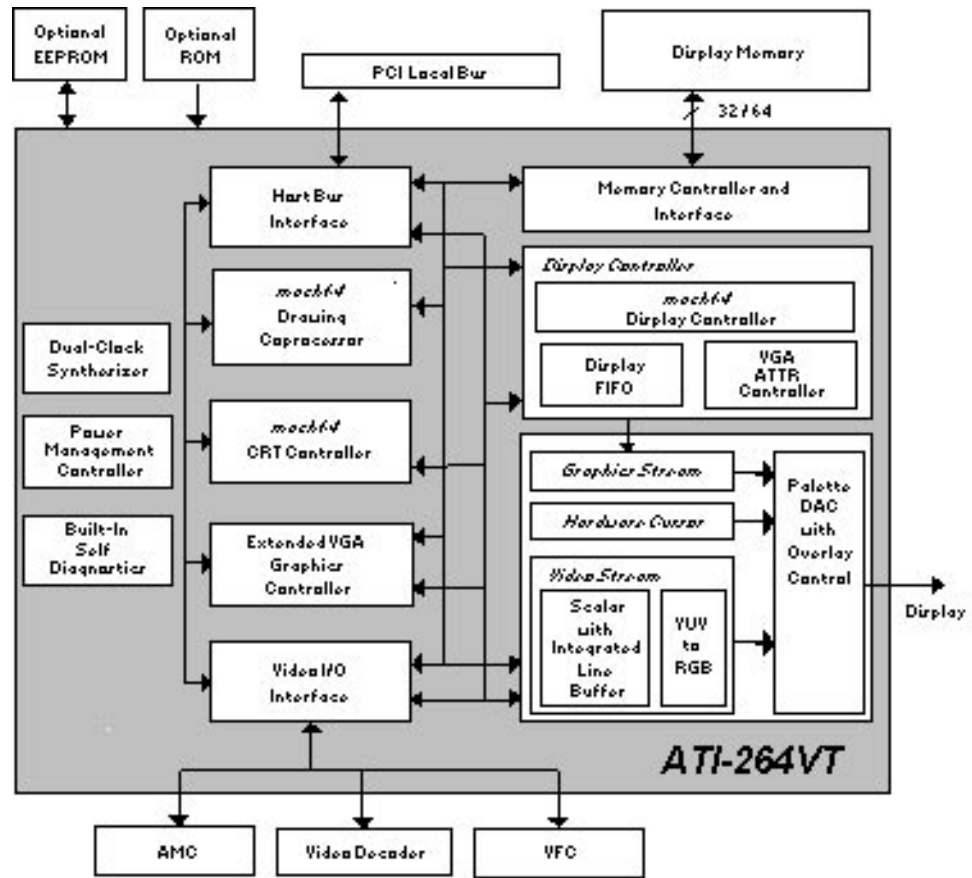 Optional
EEPROM
Optional
ROM
PCI Local Bus
Display Memory
32/64
Host Bus
Interface
Memory Controller and
Interface
mach64
Drawing
Coprocessor
Display Controller
mach64
Display Controller
Display
FIFO
VGA
ATTR
Controller
Dual-Clock
Synthesizer
Power
Management
Controller
Built-In
Self
Diagnostics
mach64
CRT Controller
Extended VGA
Graphics
Controller
Video I/O
Interface
Graphics Stream
Hardware Cursor
Video Stream
Scalar
with
Integrated
Line
Buffer
YUV
to
RGB
Palette
DAC
with
Overlay
Control
Display
ATI-264VT
AMC
Video Decoder
VFC